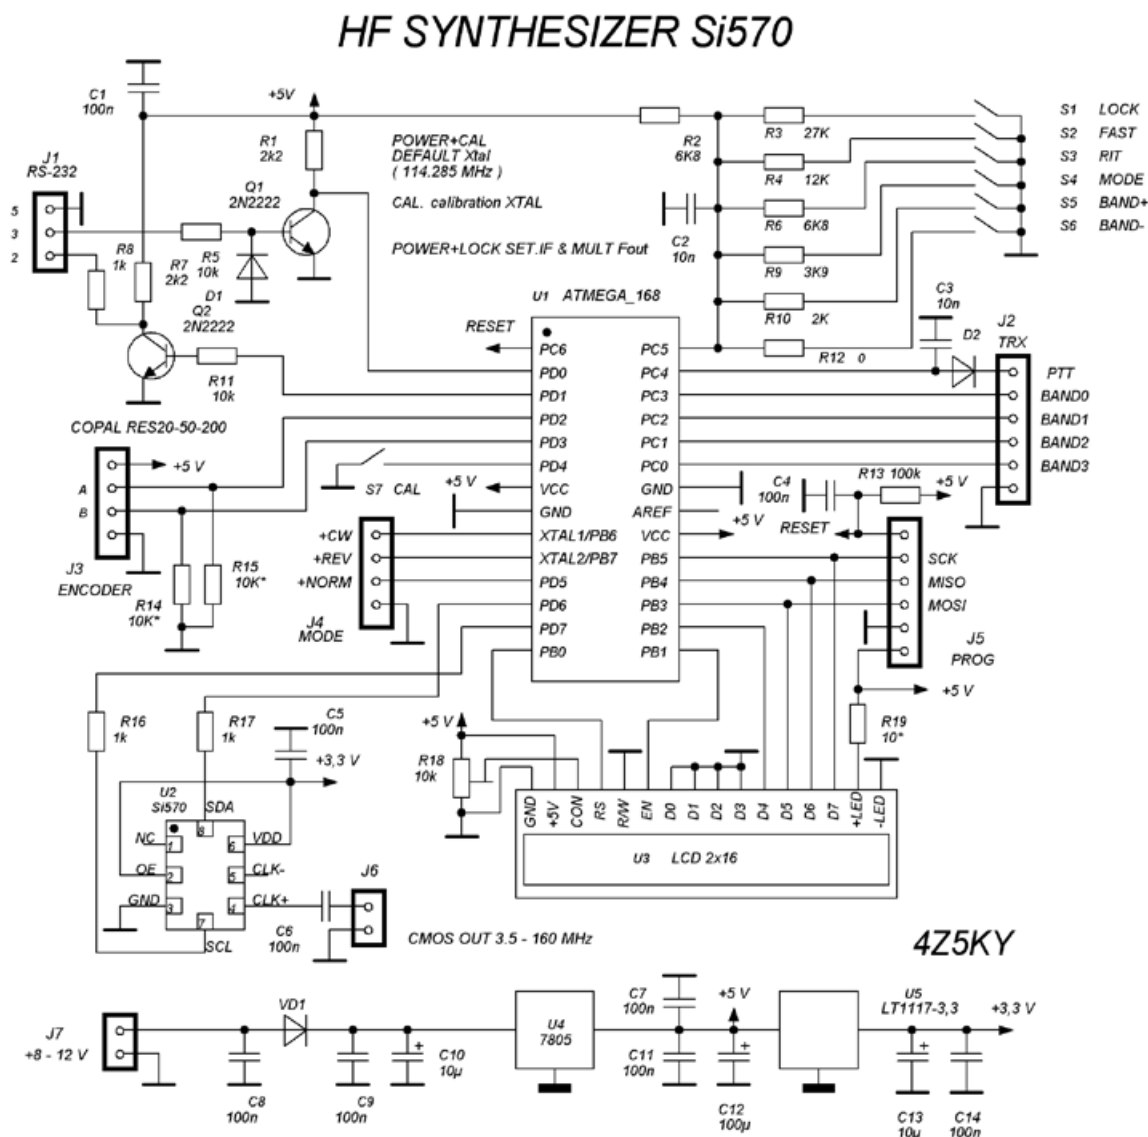 HF SYNTHESIZER Si570
C1
100n
+5V
R1
2k2
POWER+CAL
DEFAULT Xtal
( 114.285 MHz )
CAL. calibration XTAL
POWER+LOCK SET.IF & MULT Fout
R2
6K8
R3 27K
R4 12K
R6 6K8
R9 3K9
R10 2K
R12 0
S1 LOCK
S2 FAST
S3 RIT
S4 MODE
S5 BAND+
S6 BAND-
J1
RS-232
5
3
2
Q1
2N2222
R8
1k
R7
2k2
R5
10k
D1
Q2
2N2222
R11
10k
C2
10n
C3
10n
D2
J2
TRX
PTT
BAND0
BAND1
BAND2
BAND3
U1 ATMEGA_168
RESET
PC6
PD0
PD1
PD2
PD3
PD4
VCC
GND
XTAL1/PB6
XTAL2/PB7
PD5
PD6
PD7
PB0
PC5
PC4
PC3
PC2
PC1
PC0
GND
AREF
VCC
PB5
PB4
PB3
PB2
PB1
COPAL RES20-50-200
+5 V
A
B
J3
ENCODER
R15
10K*
R14
10K*
S7 CAL
+5 V
+CW
+REV
+NORM
J4
MODE
C4
100n
R13 100k
+5 V
+5 V
RESET
SCK
MISO
MOSI
J5
PROG
+5 V
R19
10*
R16
1k
R17
1k
C5
100n
+3,3 V
+5 V
R18
10k
U2
Si570
SDA
NC
OE
GND
8
1
2
3
6
5
4
7
VDD
CLK-
CLK+
SCL
C6
100n
J6
CMOS OUT 3.5 - 160 MHz
GND
+5V
CON
RS
R/W
EN
D0
D1
D2
D3
D4
D5
D6
D7
+LED
-LED
U3 LCD 2x16
4Z5KY
J7
+8 - 12 V
VD1
C8
100n
C9
100n
+
C10
10µ
U4
7805
C7
100n
C11
100n
+5 V
+
C12
100µ
U5
LT1117-3,3
+3,3 V
+
C13
10µ
C14
100n